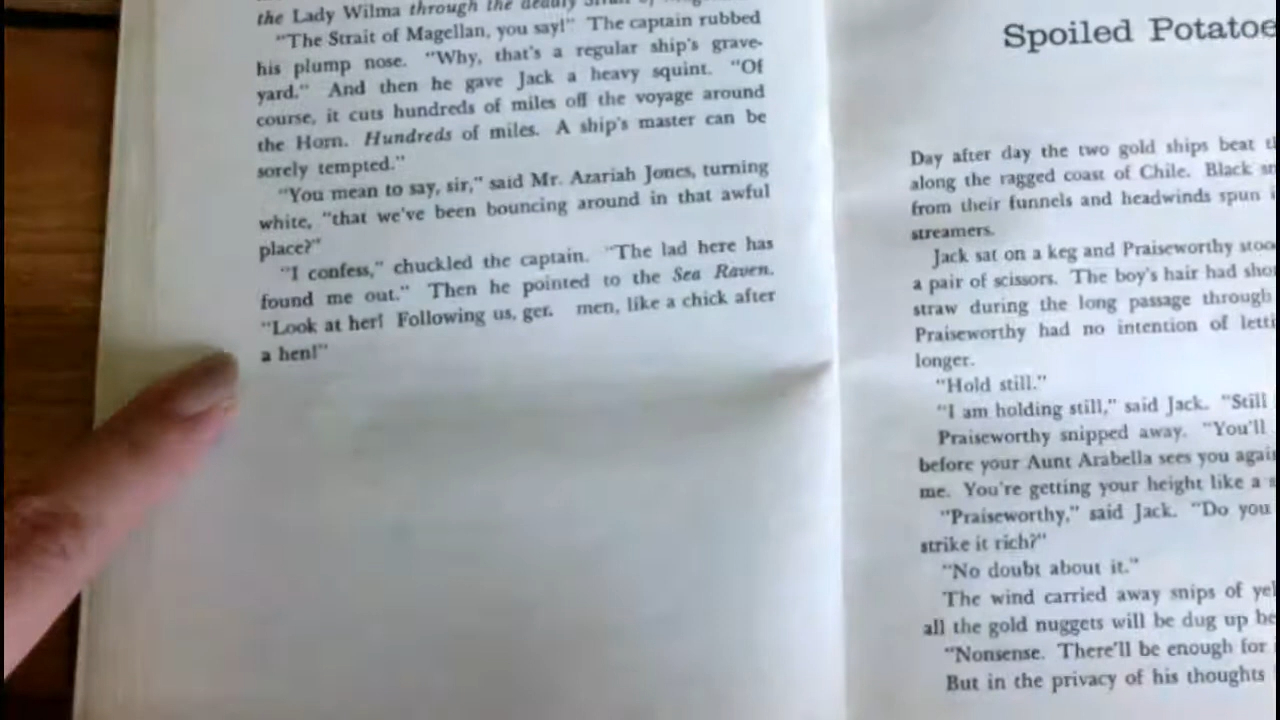 the Lady Wilma through the deadly Strait of
"The Strait of Magellan, you say!" The captain rubbed
his plump nose. "Why, that's a regular ship's grave-
yard." And then he gave Jack a heavy squint. "Of
course, it cuts hundreds of miles off the voyage around
the Horn. Hundreds of miles. A ship's master can be
sorely tempted."
"You mean to say, sir," said Mr. Azariah Jones, turning
white, "that we've been bouncing around in that awful
place?"
"I confess," chuckled the captain. "The lad here has
found me out." Then he pointed to the Sea Raven.
"Look at her! Following us, ger. men, like a chick after
a hen!"
Spoiled Potatoe
Day after day the two gold ships beat
along the ragged coast of Chile. Black
from their funnels and headwinds spun
streamers.
Jack sat on a keg and Praiseworthy stoo
a pair of scissors. The boy's hair had sho
straw during the long passage through
Praiseworthy had no intention of letti
longer.
"Hold still."
"I am holding still," said Jack. "Still
Praiseworthy snipped away. "You'll
before your Aunt Arabella sees you agai
me. You're getting your height like a
"Praiseworthy," said Jack. "Do you
strike it rich?"
"No doubt about it."
The wind carried away snips of yel
all the gold nuggets will be dug up be
"Nonsense. There'll be enough for
But in the privacy of his thoughts